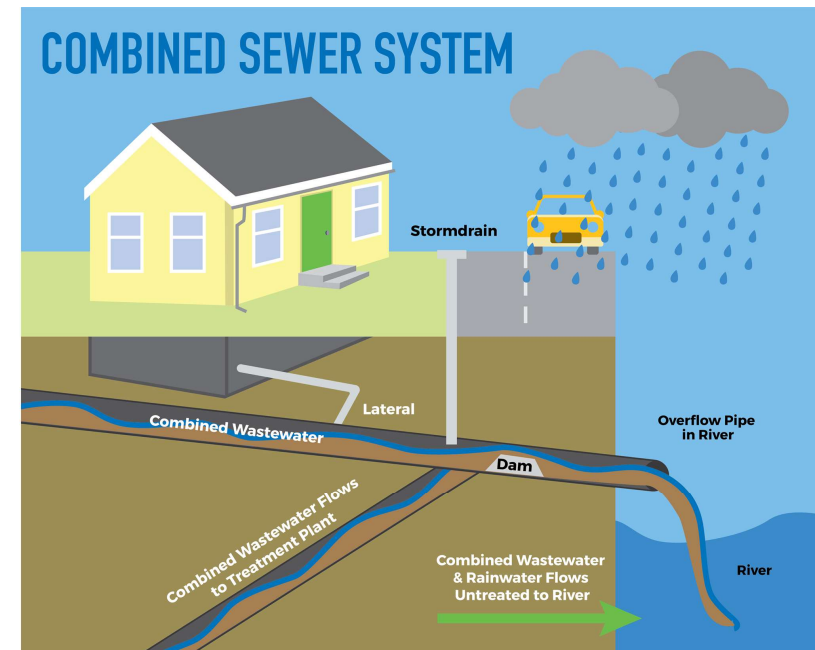 COMBINED SEWER SYSTEM
Stormdrain
Lateral
Combined Wastewater
Overflow Pipe
in River
Dam
Combined Wastewater Flows
to Treatment Plant
Combined Wastewater
& Rainwater Flows
Untreated to River
River